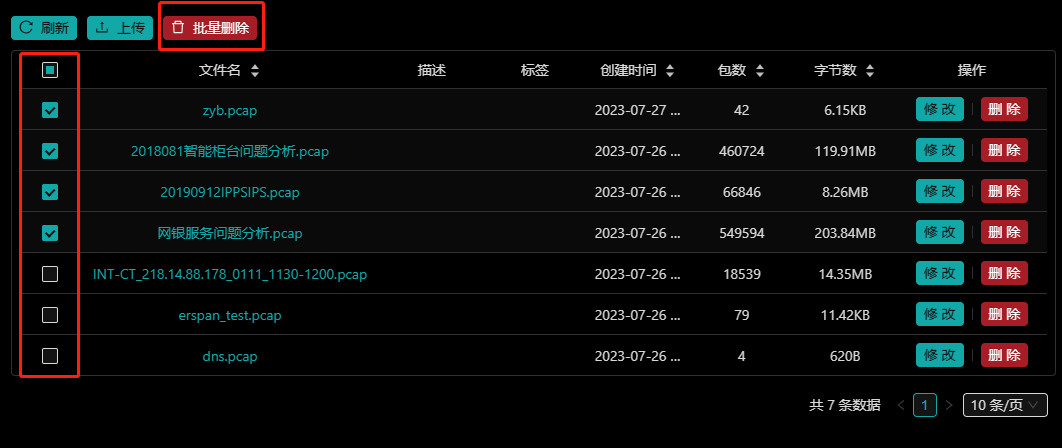 刷新 上传 批量删除
文件名 描述 标签 创建时间 包数 字节数 操作
zyb.pcap 2023-07-27 ... 42 6.15KB 修改 删除
2018081智能柜台问题分析.pcap 2023-07-26 ... 460724 119.91MB 修改 删除
20190912IPPSIPS.pcap 2023-07-26 ... 66846 8.26MB 修改 删除
网银服务问题分析.pcap 2023-07-26 ... 549594 203.84MB 修改 删除
INT-CT_218.14.88.178_0111_1130-1200.pcap 2023-07-26 ... 18539 14.35MB 修改 删除
erspan_test.pcap 2023-07-26 ... 79 11.42KB 修改 删除
dns.pcap 2023-07-26 ... 4 620B 修改 删除
共 7 条数据 < 1 > 10 条/页